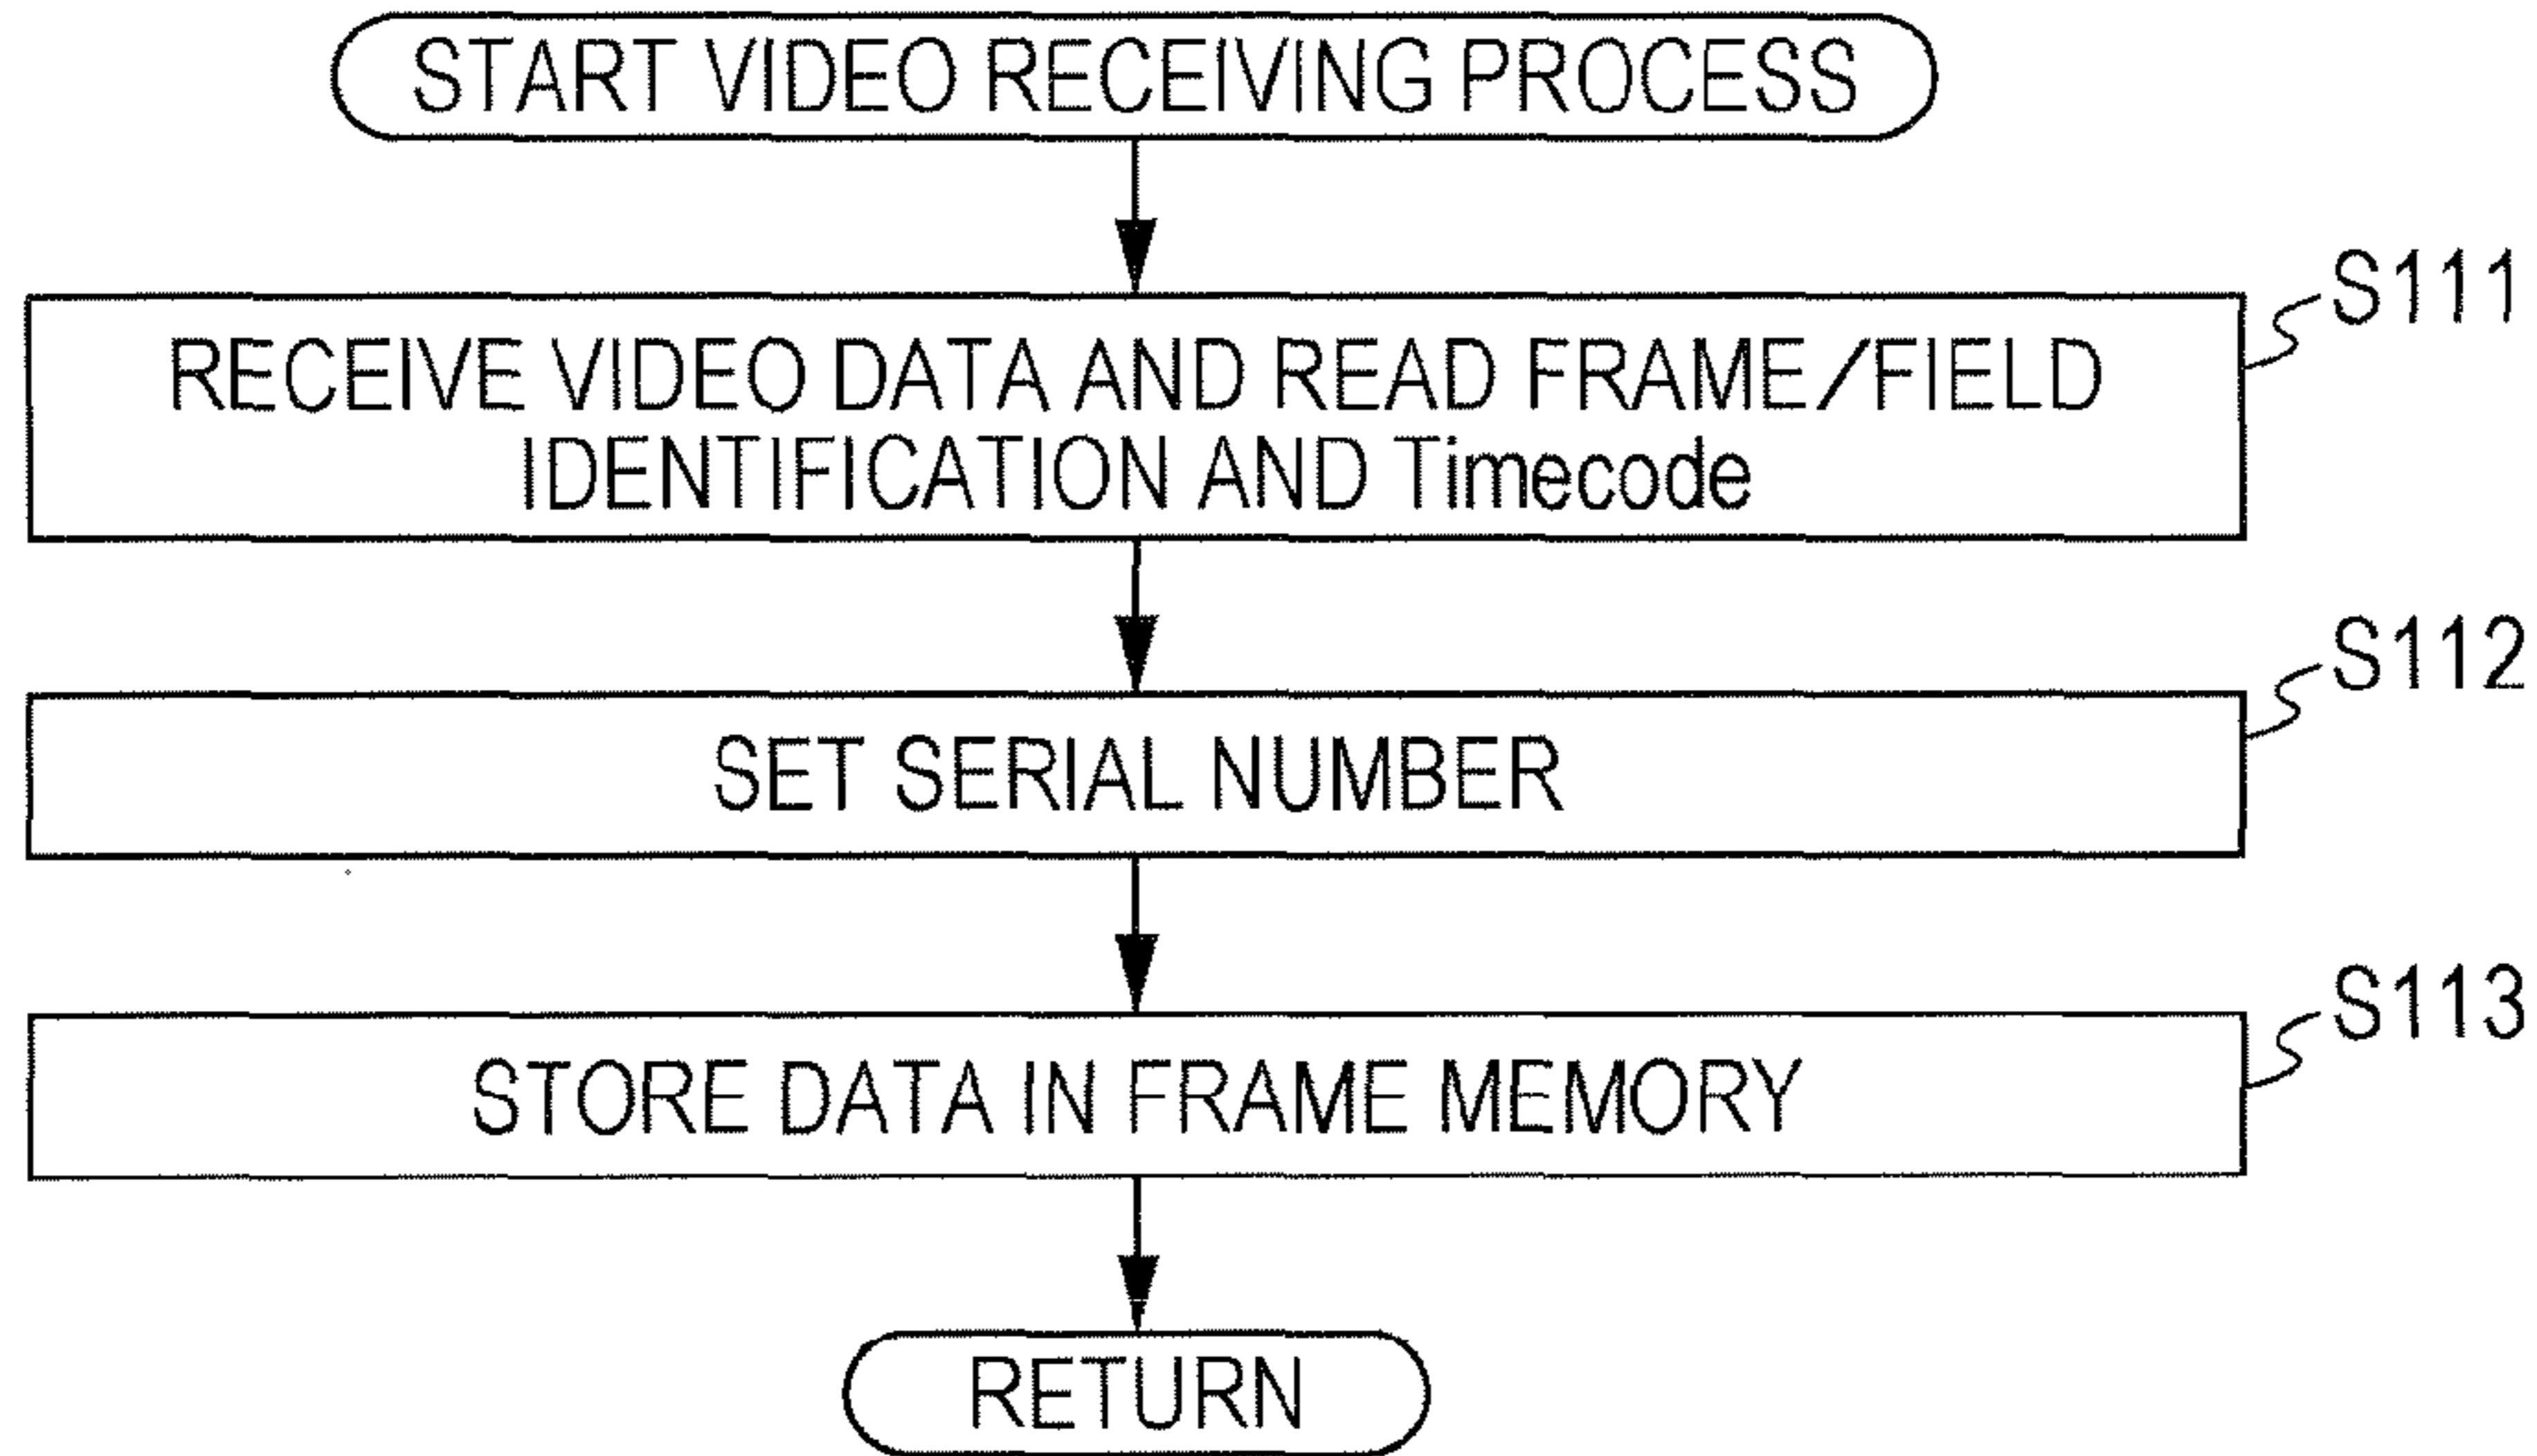 START VIDEO RECEIVING PROCESS
S111
RECEIVE VIDEO DATA AND READ FRAME/FIELD
IDENTIFICATION AND Timecode
S112
SET SERIAL NUMBER
S113
STORE DATA IN FRAME MEMORY
RETURN